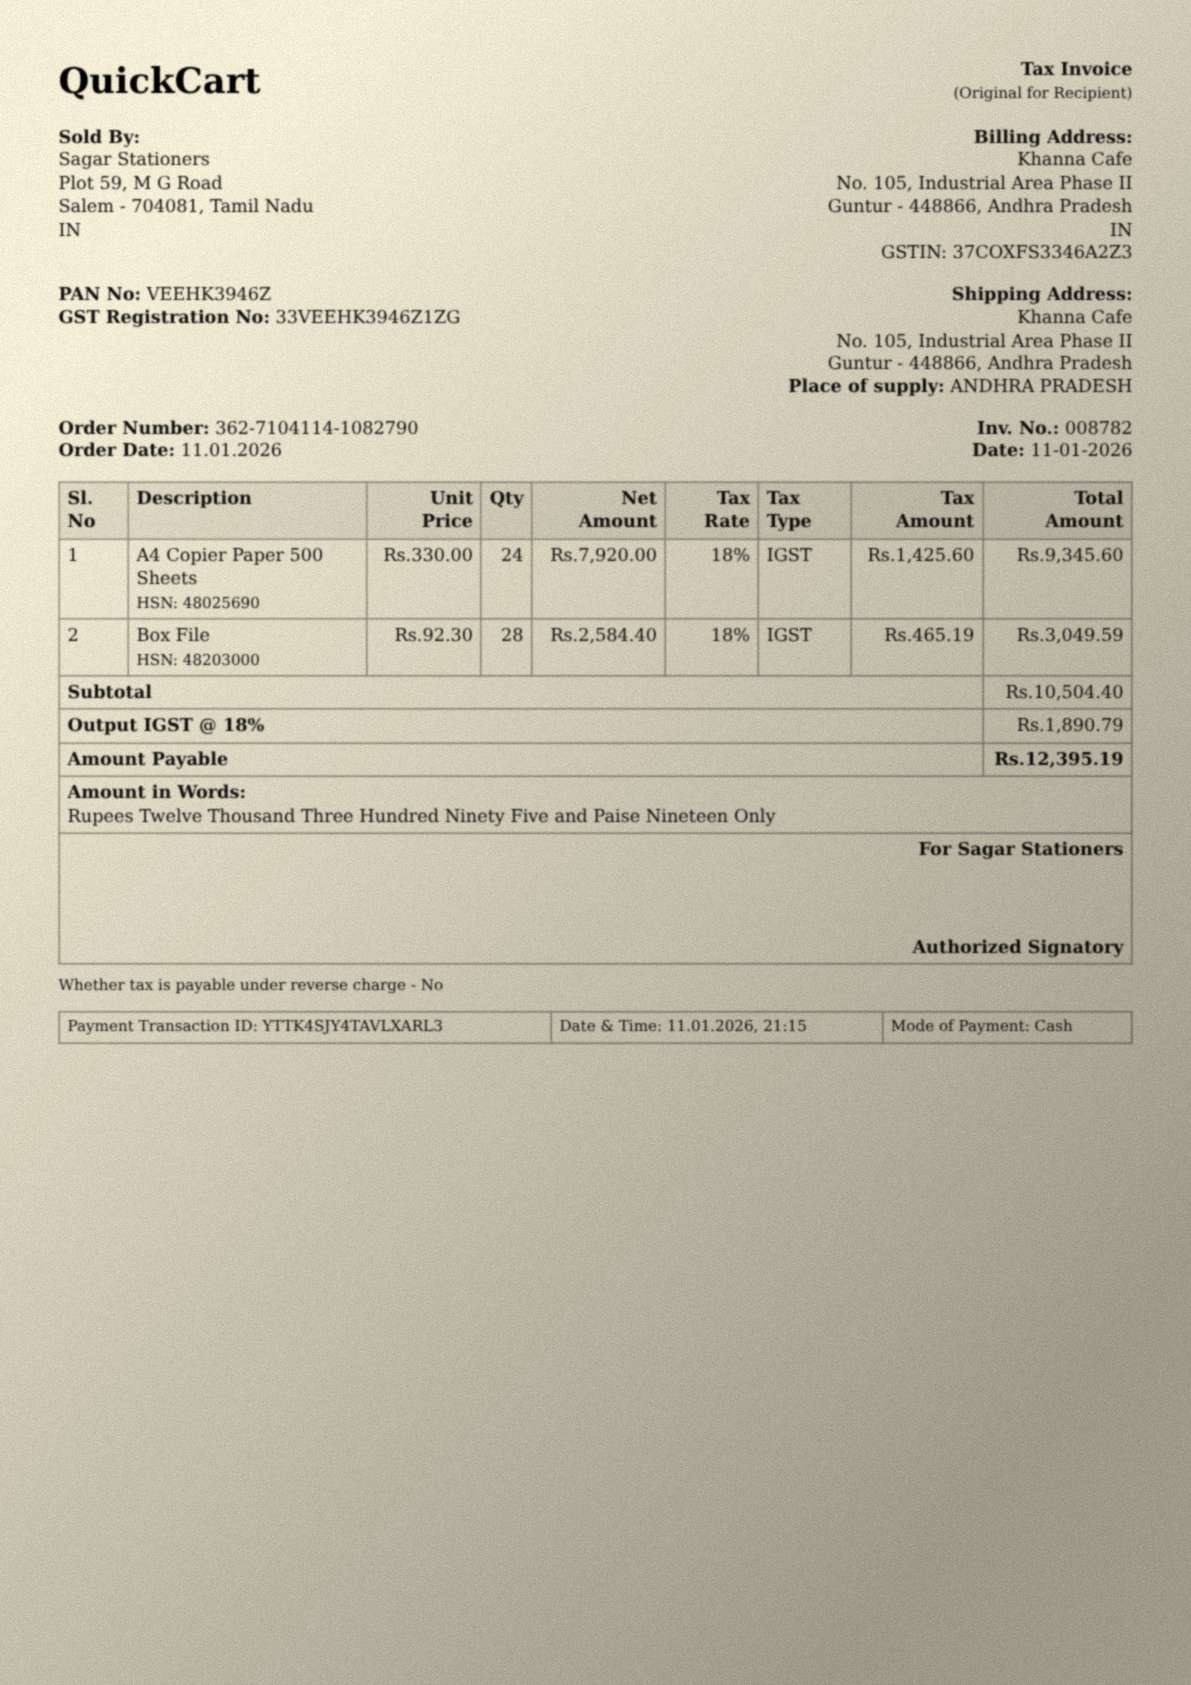 QuickCart
Tax Invoice
(Original for Recipient)
Sold By:
Sagar Stationers
Plot 59, M G Road
Salem - 704081, Tamil Nadu
IN
Billing Address:
Khanna Cafe
No. 105, Industrial Area Phase II
Guntur - 448866, Andhra Pradesh
IN
GSTIN: 37COXFS3346A2Z3
PAN No: VEEHK3946Z
GST Registration No: 33VEEHK3946Z1ZG
Shipping Address:
Khanna Cafe
No. 105, Industrial Area Phase II
Guntur - 448866, Andhra Pradesh
Place of supply: ANDHRA PRADESH
Order Number: 362-7104114-1082790
Order Date: 11.01.2026
Inv. No.: 008782
Date: 11-01-2026
Sl. No Description Unit Price Qty Net Amount Tax Rate Tax Type Tax Amount Total Amount
1 A4 Copier Paper 500 Sheets Rs.330.00 24 Rs.7,920.00 18% IGST Rs.1,425.60 Rs.9,345.60
HSN: 48025690
2 Box File Rs.92.30 28 Rs.2,584.40 18% IGST Rs.465.19 Rs.3,049.59
HSN: 48203000
Subtotal Rs.10,504.40
Output IGST @ 18% Rs.1,890.79
Amount Payable Rs.12,395.19
Amount in Words:
Rupees Twelve Thousand Three Hundred Ninety Five and Paise Nineteen Only
For Sagar Stationers
Authorized Signatory
Whether tax is payable under reverse charge - No
Payment Transaction ID: YTTK4SJY4TAVLXARL3 Date & Time: 11.01.2026, 21:15 Mode of Payment: Cash